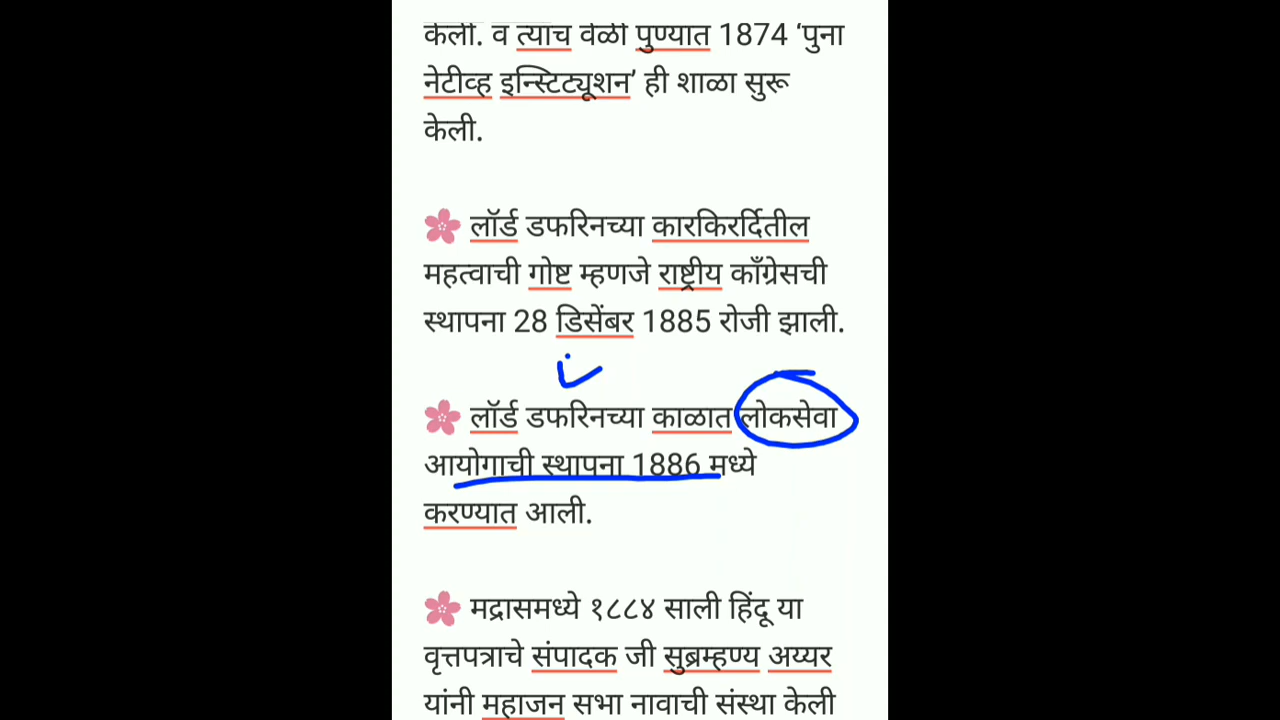 केली. व त्याच वेळी पुण्यात 1874 ‘पुना
नेटीव्ह इन्स्टिट्यूशन’ ही शाळा सुरू
केली.
🌸 लॉर्ड डफरिनच्या कारकिरर्दितील
महत्वाची गोष्ट म्हणजे राष्ट्रीय काँग्रेसची
स्थापना 28 डिसेंबर 1885 रोजी झाली.
🌸 लॉर्ड डफरिनच्या काळात लोकसेवा
आयोगाची स्थापना 1886 मध्ये
करण्यात आली.
🌸 मद्रासमध्ये १८८४ साली हिंदू या
वृत्तपत्राचे संपादक जी सुब्रम्हण्य अय्यर
यांनी महाजन सभा नावाची संस्था केली